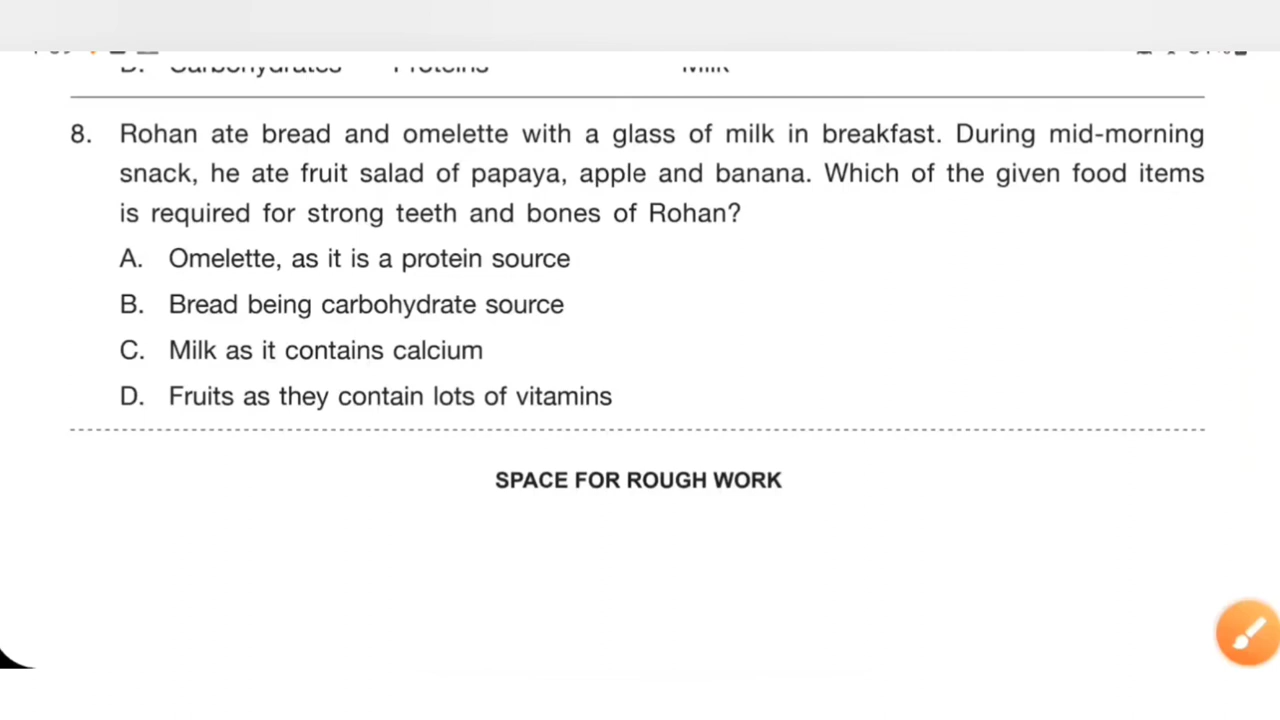 8. Rohan ate bread and omelette with a glass of milk in breakfast. During mid-morning
snack, he ate fruit salad of papaya, apple and banana. Which of the given food items
is required for strong teeth and bones of Rohan?
A. Omelette, as it is a protein source
B. Bread being carbohydrate source
C. Milk as it contains calcium
D. Fruits as they contain lots of vitamins
SPACE FOR ROUGH WORK